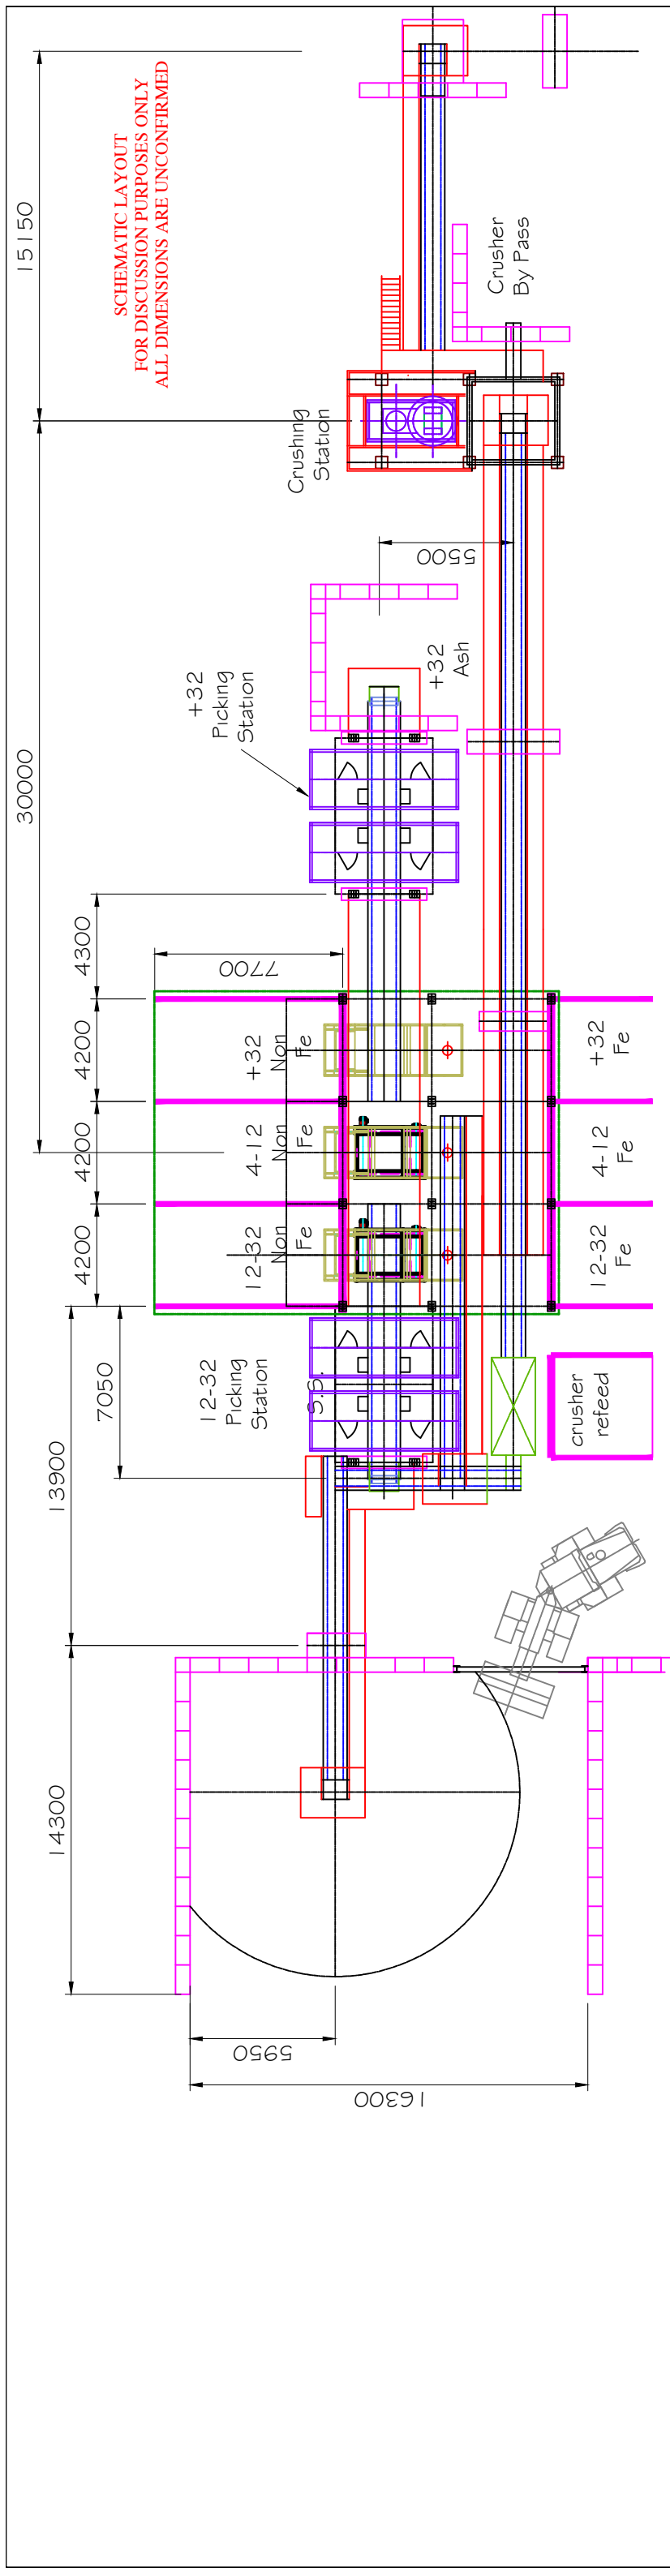 SCHEMATIC LAYOUT
FOR DISCUSSION PURPOSES ONLY
ALL DIMENSIONS ARE UNCONFIRMED
15150
Crusher
By Pass
Crushing
Station
30000
5500
+32
Picking
Station
+32
Ash
4300
7700
4200
+32
Non
Fe
+32
Fe
4200
4-12
Non
Fe
4-12
Fe
4200
12-32
Non
Fe
12-32
Fe
7050
12-32
Picking
Station
S.S.
crusher
refeed
13900
14300
5950
16300